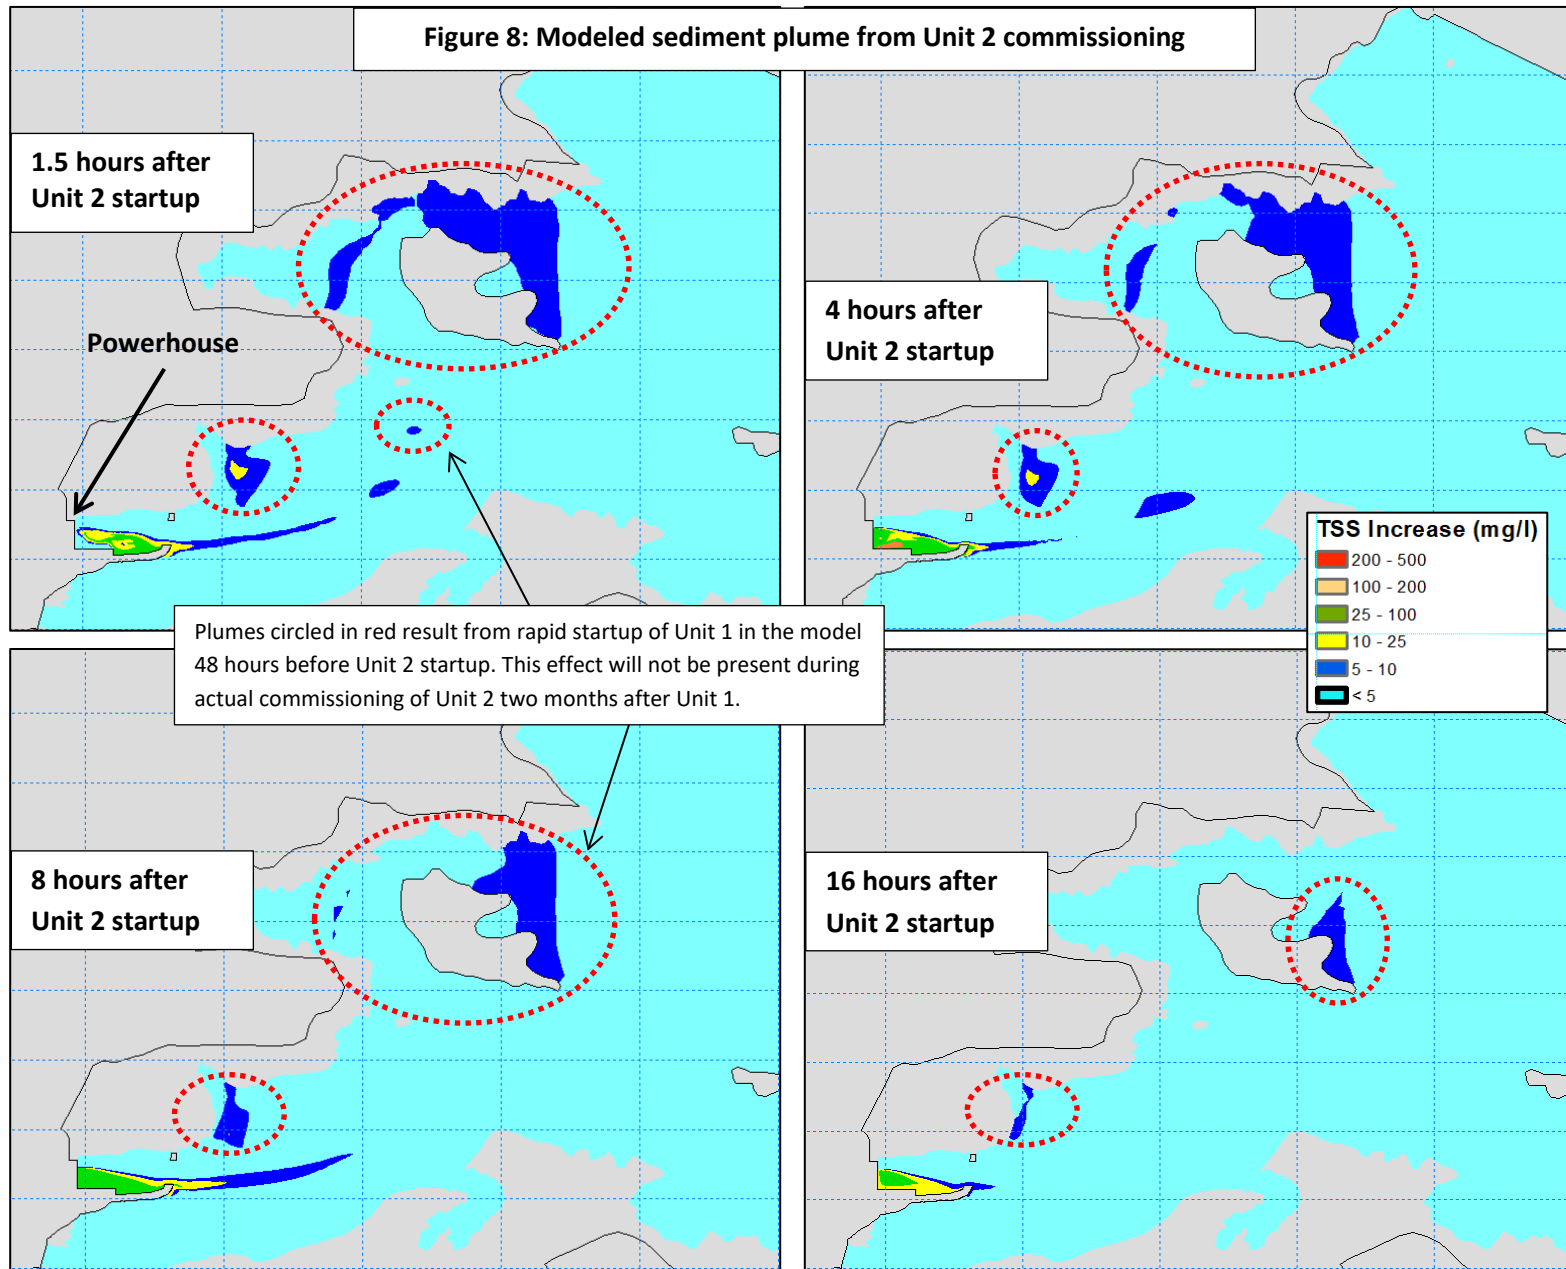 Figure 8: Modeled sediment plume from Unit 2 commissioning
1.5 hours after
Unit 2 startup
Powerhouse
4 hours after
Unit 2 startup
TSS Increase (mg/l)
200 - 500
100 - 200
25 - 100
10 - 25
5 - 10
< 5
Plumes circled in red result from rapid startup of Unit 1 in the model
48 hours before Unit 2 startup. This effect will not be present during
actual commissioning of Unit 2 two months after Unit 1.
8 hours after
Unit 2 startup
16 hours after
Unit 2 startup